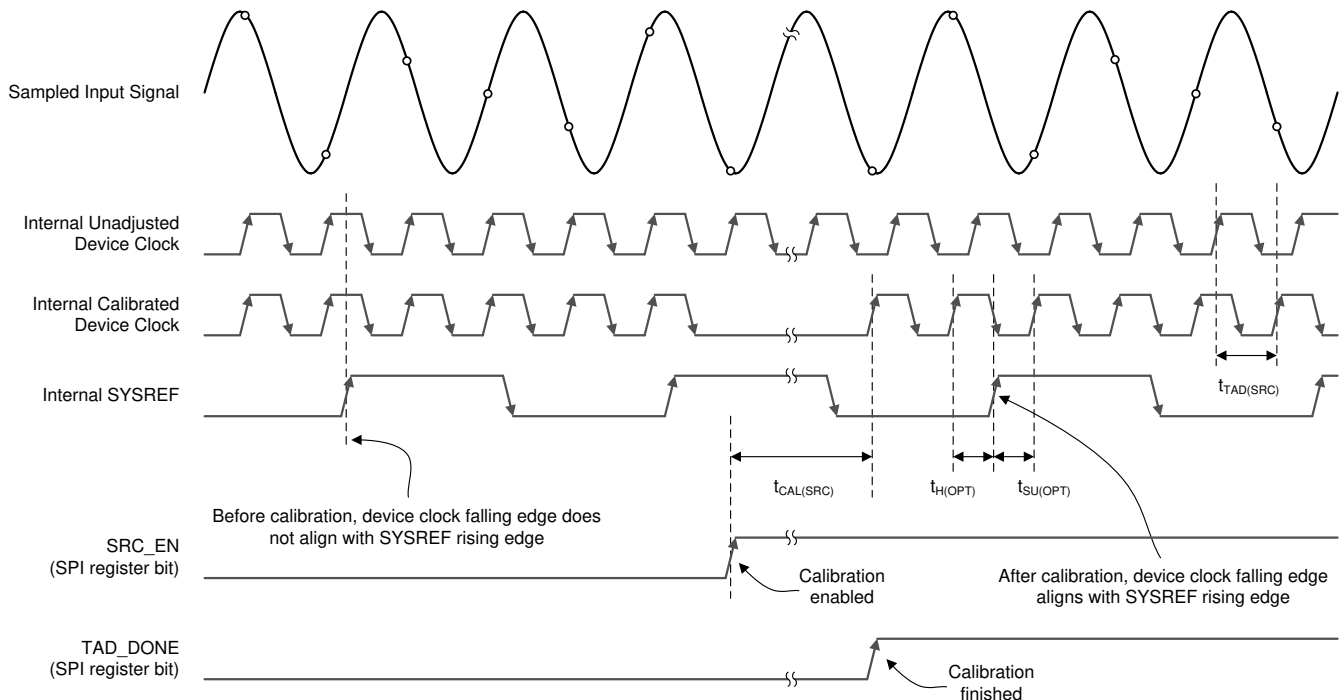 Sampled Input Signal
Internal Unadjusted
Device Clock
Internal Calibrated
Device Clock
tTAD(SRC)
Internal SYSREF
tCAL(SRC)
tH(OPT)
tSU(OPT)
Before calibration, device clock falling edge does
not align with SYSREF rising edge
SRC_EN
(SPI register bit)
Calibration
enabled
After calibration, device clock falling edge
aligns with SYSREF rising edge
TAD_DONE
(SPI register bit)
Calibration
finished